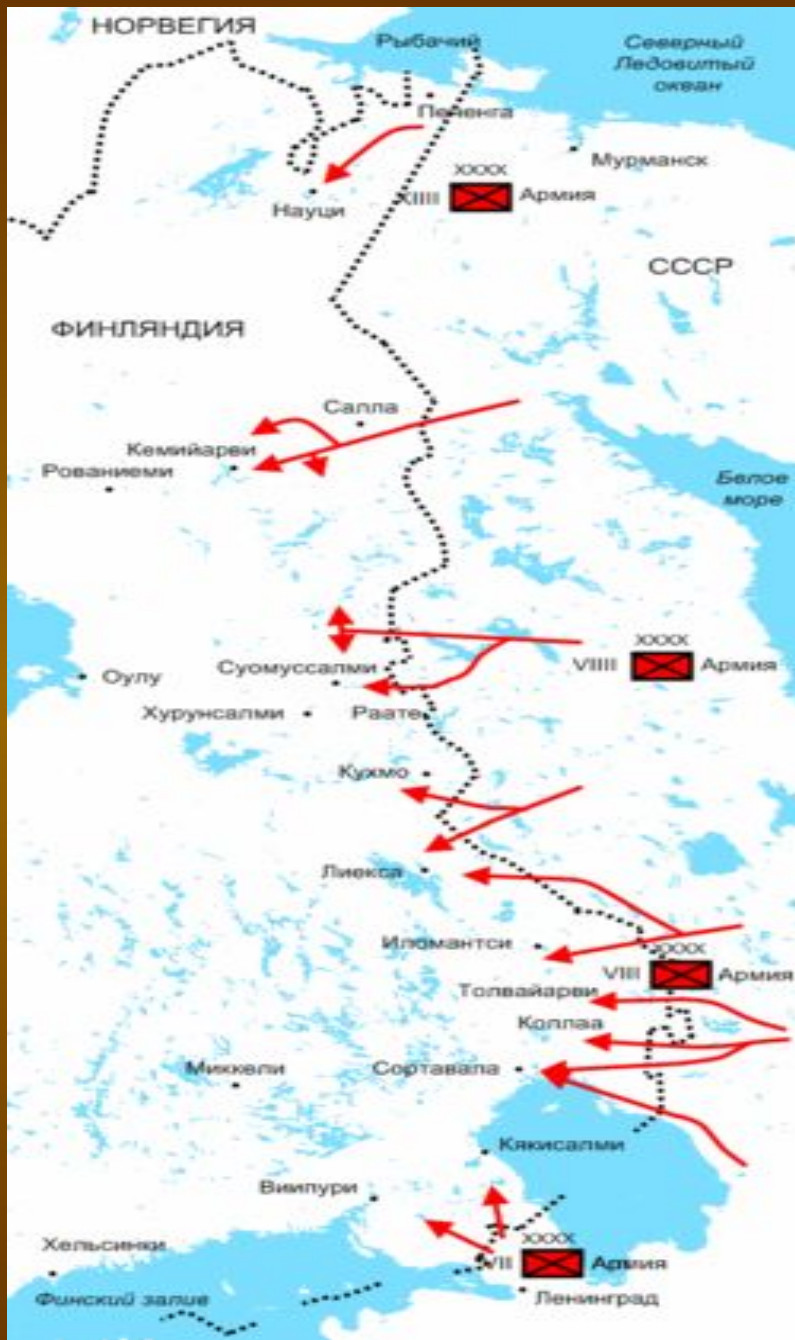 НОРВЕГИЯ
Рыбачий
Северный
Ледовитый
океан
Печенга
Мурманск
XXXX
XIIII
Армия
Науци
СССР
ФИНЛЯНДИЯ
Салла
Кемийарви
Рованиеми
Белое
море
XXXX
VIIII
Армия
Суомуссалми
Оулу
Хурунсалми
Раате
Кухмо
Лиекса
Иломантси
XXXX
VIII
Армия
Толвайарви
Коллаа
Миккели
Сортавала
Кякисалми
Виипури
XXXX
VII
Армия
Хельсинки
Финский залив
Ленинград